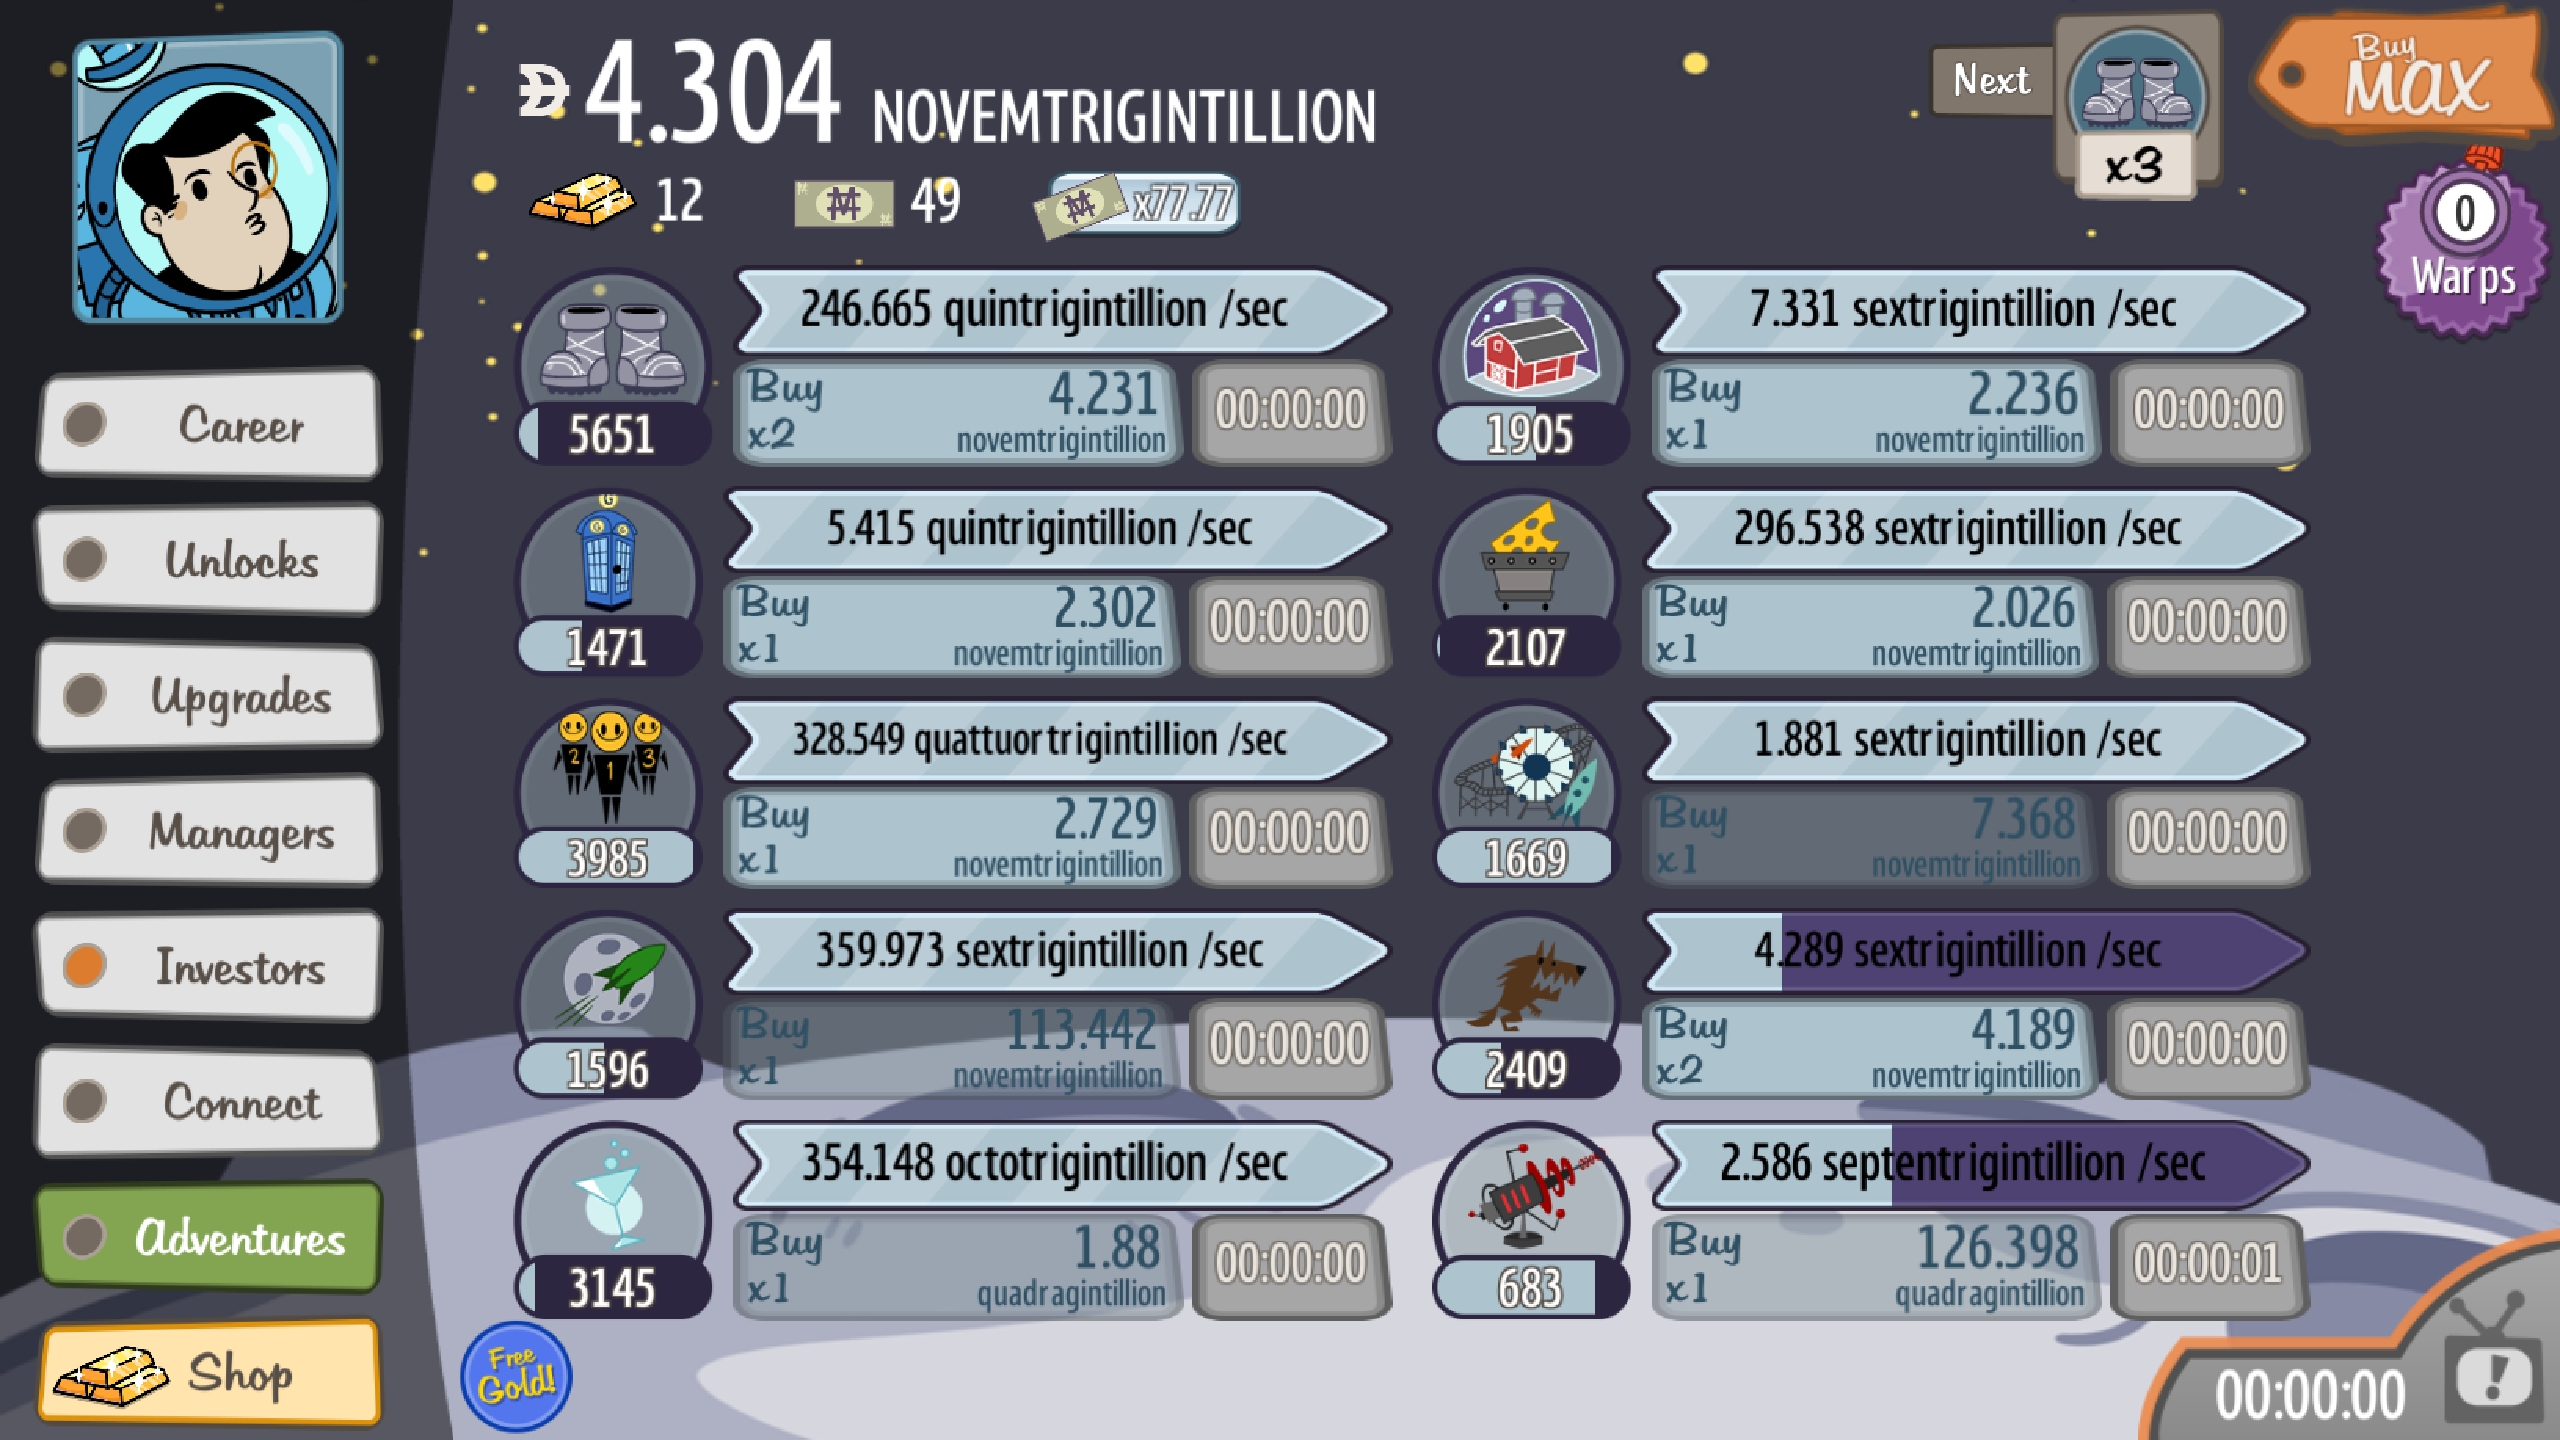 4.304 NOVEMTRIGINTILLION
12 49 x77.77
Next
x3
Buy
MAX
0
Warps
Career
Unlocks
Upgrades
Managers
Investors
Connect
Adventures
Shop
246.665 quintrigintillion /sec
5651
Buy 4.231
x2 novemtrigintillion
00:00:00
7.331 sextrigintillion /sec
1905
Buy 2.236
x1 novemtrigintillion
00:00:00
G
G G
5.415 quintrigintillion /sec
1471
Buy 2.302
x1 novemtrigintillion
00:00:00
296.538 sextrigintillion /sec
2107
Buy 2.026
x1 novemtrigintillion
00:00:00
2 1 3
328.549 quattuortrigintillion /sec
3985
Buy 2.729
x1 novemtrigintillion
00:00:00
1.881 sextrigintillion /sec
1669
Buy 7.368
x1 novemtrigintillion
00:00:00
359.973 sextrigintillion /sec
1596
Buy 113.442
x1 novemtrigintillion
00:00:00
4.289 sextrigintillion /sec
2409
Buy 4.189
x2 novemtrigintillion
00:00:00
354.148 octotrigintillion /sec
3145
Buy 1.88
x1 quadragintillion
00:00:00
2.586 septentrigintillion /sec
683
Buy 126.398
x1 quadragintillion
00:00:01
Free
Gold!
00:00:00
!